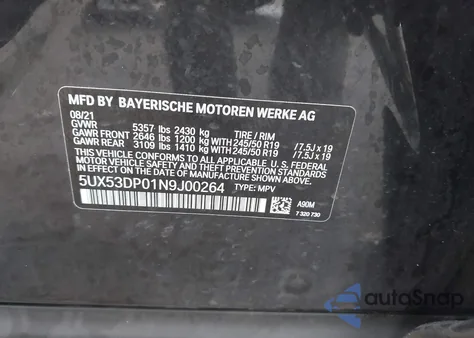 MFD BY BAYERISCHE MOTOREN WERKE AG
08/21
GVWR 5357 lbs 2430 kg TIRE / RIM
GAWR FRONT 2646 lbs 1200 kg WITH 245/50 R19 /7.5J x 19
GAWR REAR 3109 lbs 1410 kg WITH 245/50 R19 /7.5J x 19
THIS VEHICLE CONFORMS TO ALL APPLICABLE U.S. FEDERAL
MOTOR VEHICLE SAFETY STANDARDS IN EFFECT
ON THE DATE OF MANUFACTURE SHOWN ABOVE.
5UX53DP01N9J00264 TYPE: MPV
A90M
7 320 730
autoSnap